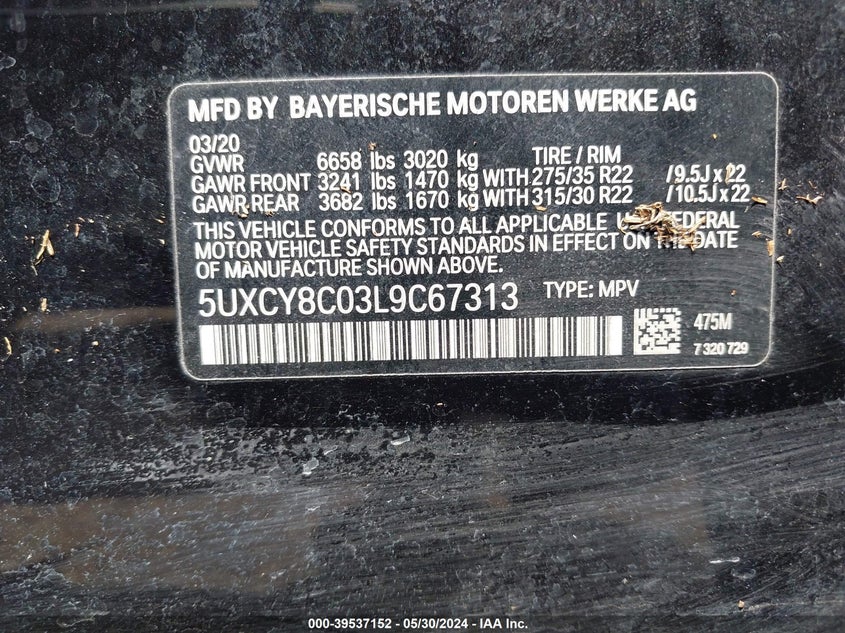 MFD BY BAYERISCHE MOTOREN WERKE AG
03/20
GVWR 6658 lbs 3020 kg TIRE / RIM
GAWR FRONT 3241 lbs 1470 kg WITH 275/35 R22 /9.5J x 22
GAWR REAR 3682 lbs 1670 kg WITH 315/30 R22 /10.5J x 22
THIS VEHICLE CONFORMS TO ALL APPLICABLE FEDERAL
MOTOR VEHICLE SAFETY STANDARDS IN EFFECT ON THE DATE
OF MANUFACTURE SHOWN ABOVE.
5UXCY8C03L9C67313 TYPE: MPV
475M
7 320 729
000-39537152 - 05/30/2024 - IAA Inc.